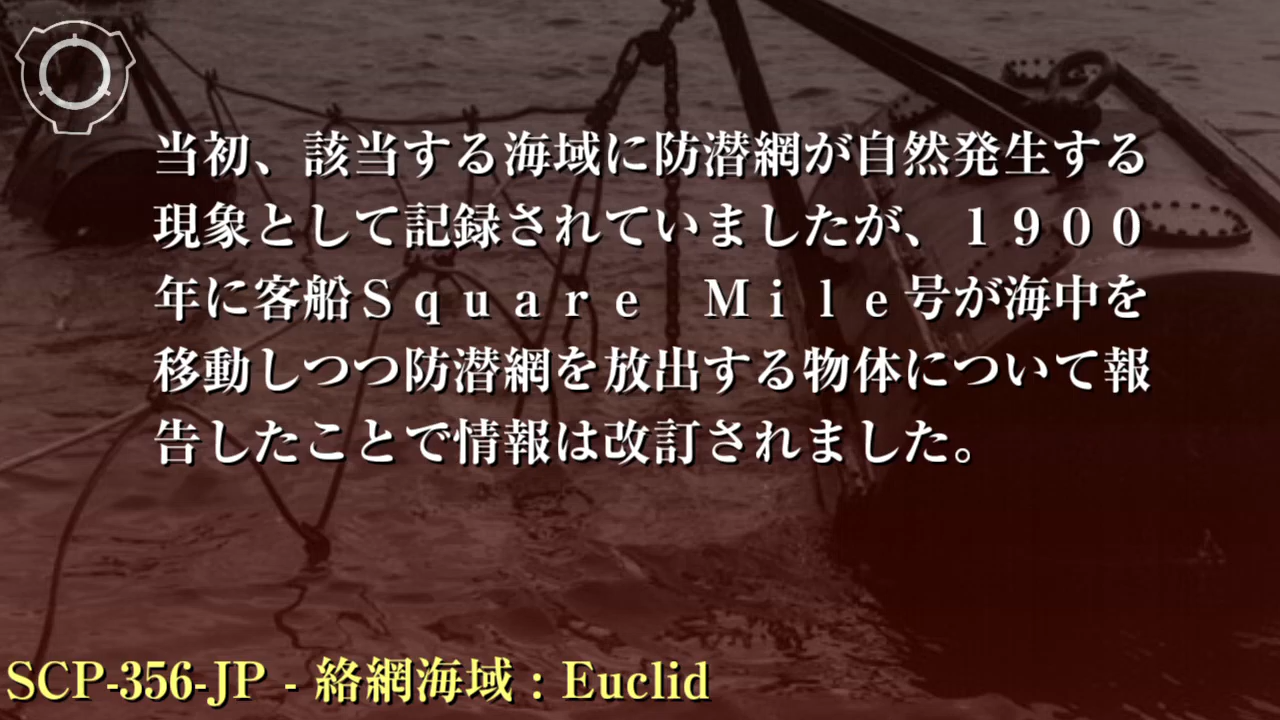 当初、該当する海域に防潜網が自然発生する
現象として記録されていましたが、１９００
年に客船Ｓｑｕａｒｅ　Ｍｉｌｅ号が海中を
移動しつつ防潜網を放出する物体について報
告したことで情報は改訂されました。
SCP-356-JP - 絡網海域：Euclid